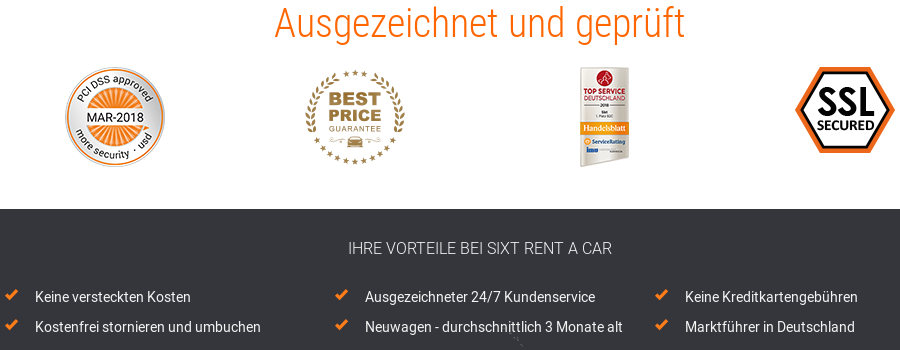 Ausgezeichnet und geprüft
PCI DSS approved
MAR-2018
more security · usd
BEST
PRICE
GUARANTEE
TOP SERVICE
DEUTSCHLAND
2018
Handelsblatt
ServiceRating
imu
SSL
SECURED
IHRE VORTEILE BEI SIXT RENT A CAR
Keine versteckten Kosten
Ausgezeichneter 24/7 Kundenservice
Keine Kreditkartengebühren
Kostenfrei stornieren und umbuchen
Neuwagen - durchschnittlich 3 Monate alt
Marktführer in Deutschland